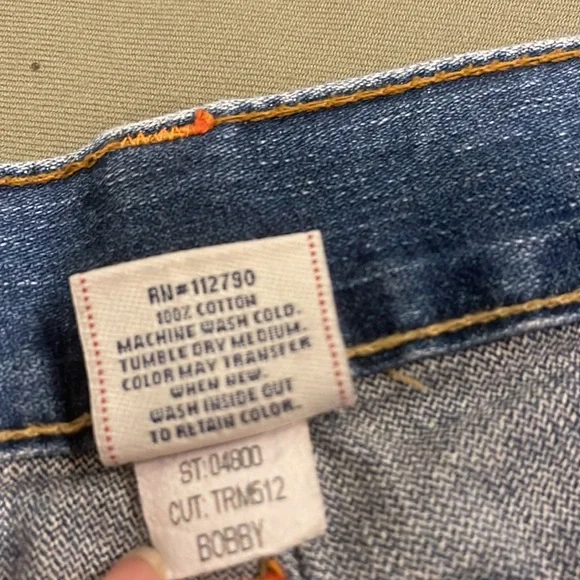 RN#112790
100% COTTON
MACHINE WASH COLD.
TUMBLE DRY MEDIUM.
COLOR MAY TRANSFER
WHEN NEW.
WASH INSIDE OUT
TO RETAIN COLOR.
ST:04800
CUT: TRM512
BOBBY